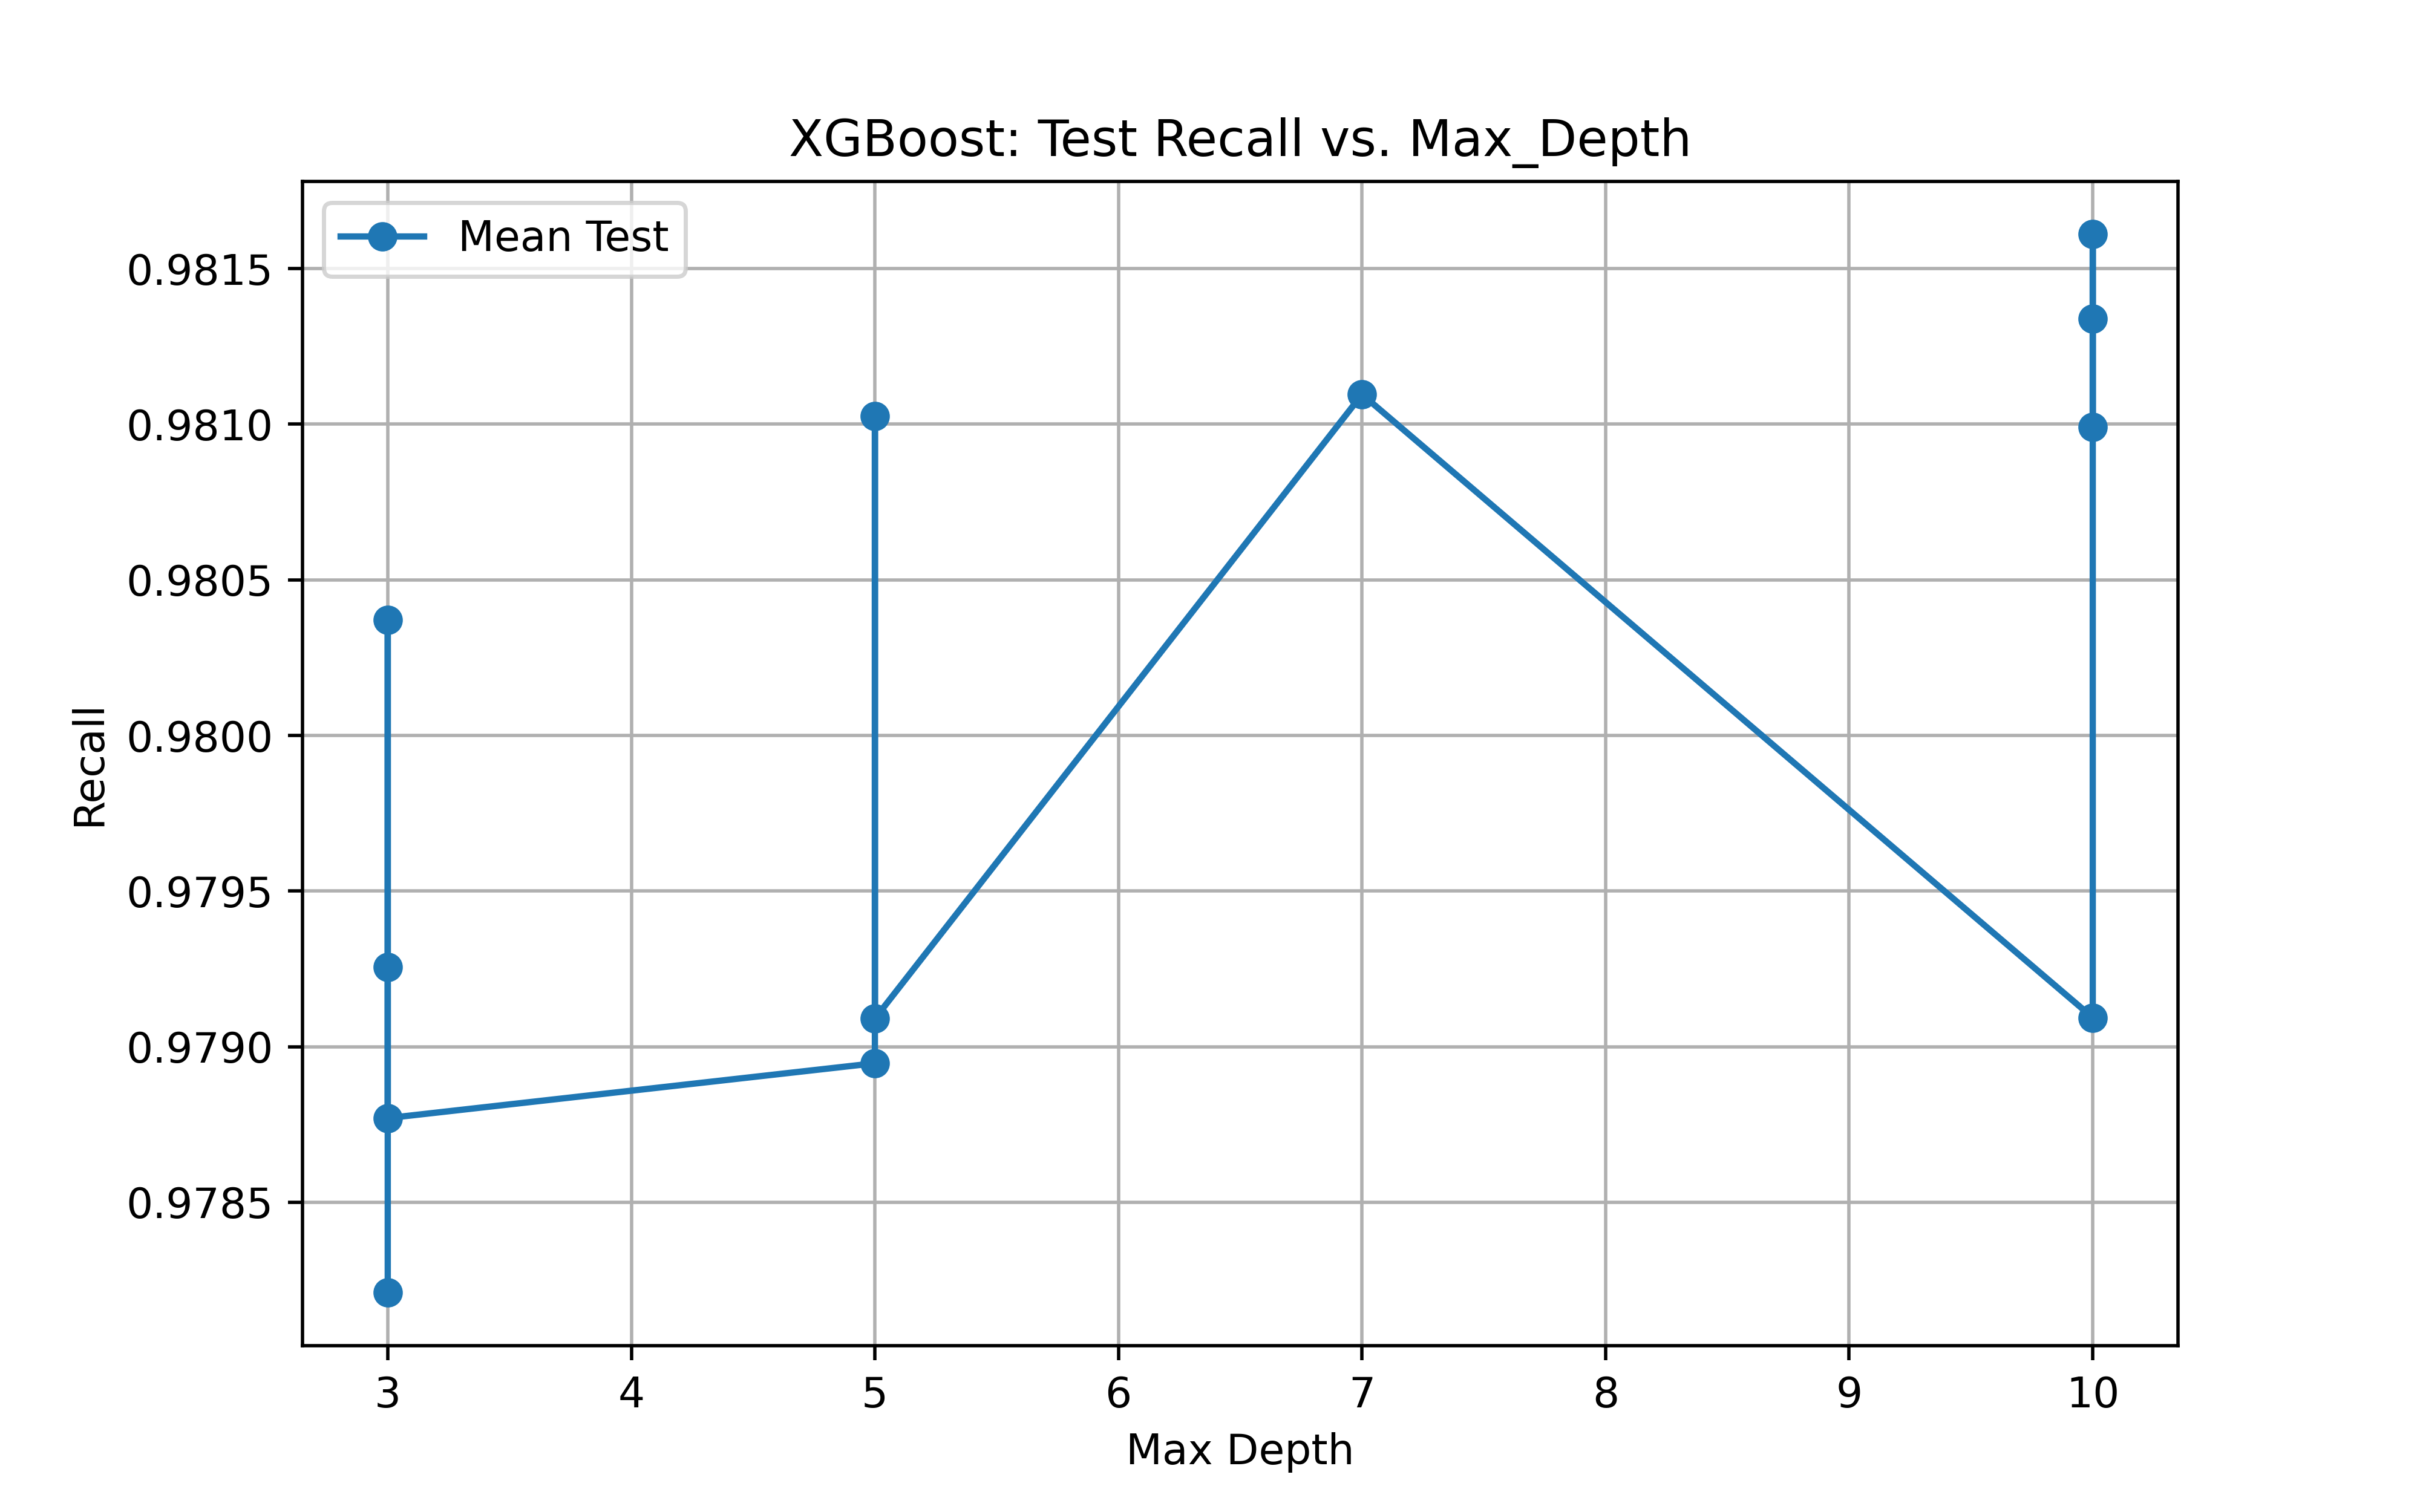 XGBoost: Test Recall vs. Max_Depth
Mean Test
0.9815
0.9810
0.9805
0.9800
0.9795
0.9790
0.9785
Recall
3 4 5 6 7 8 9 10
Max Depth